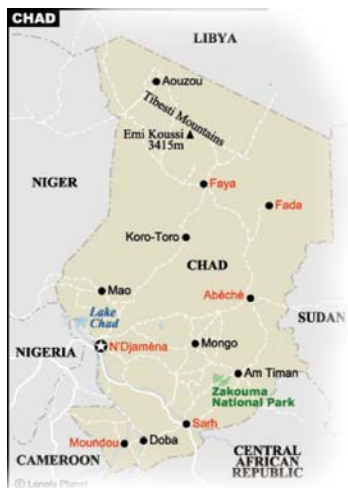 CHAD
LIBYA
Aouzou
Tibesti Mountains
Emi Koussi
3415m
NIGER
Faya
Fada
Koro-Toro
CHAD
Mao
Abéché
Lake
Chad
SUDAN
NIGERIA
N'Djaména
Mongo
Am Timan
Zakouma
National Park
Sarh
Moundou
Doba
CAMEROON
CENTRAL
AFRICAN
REPUBLIC
© Lonely Planet